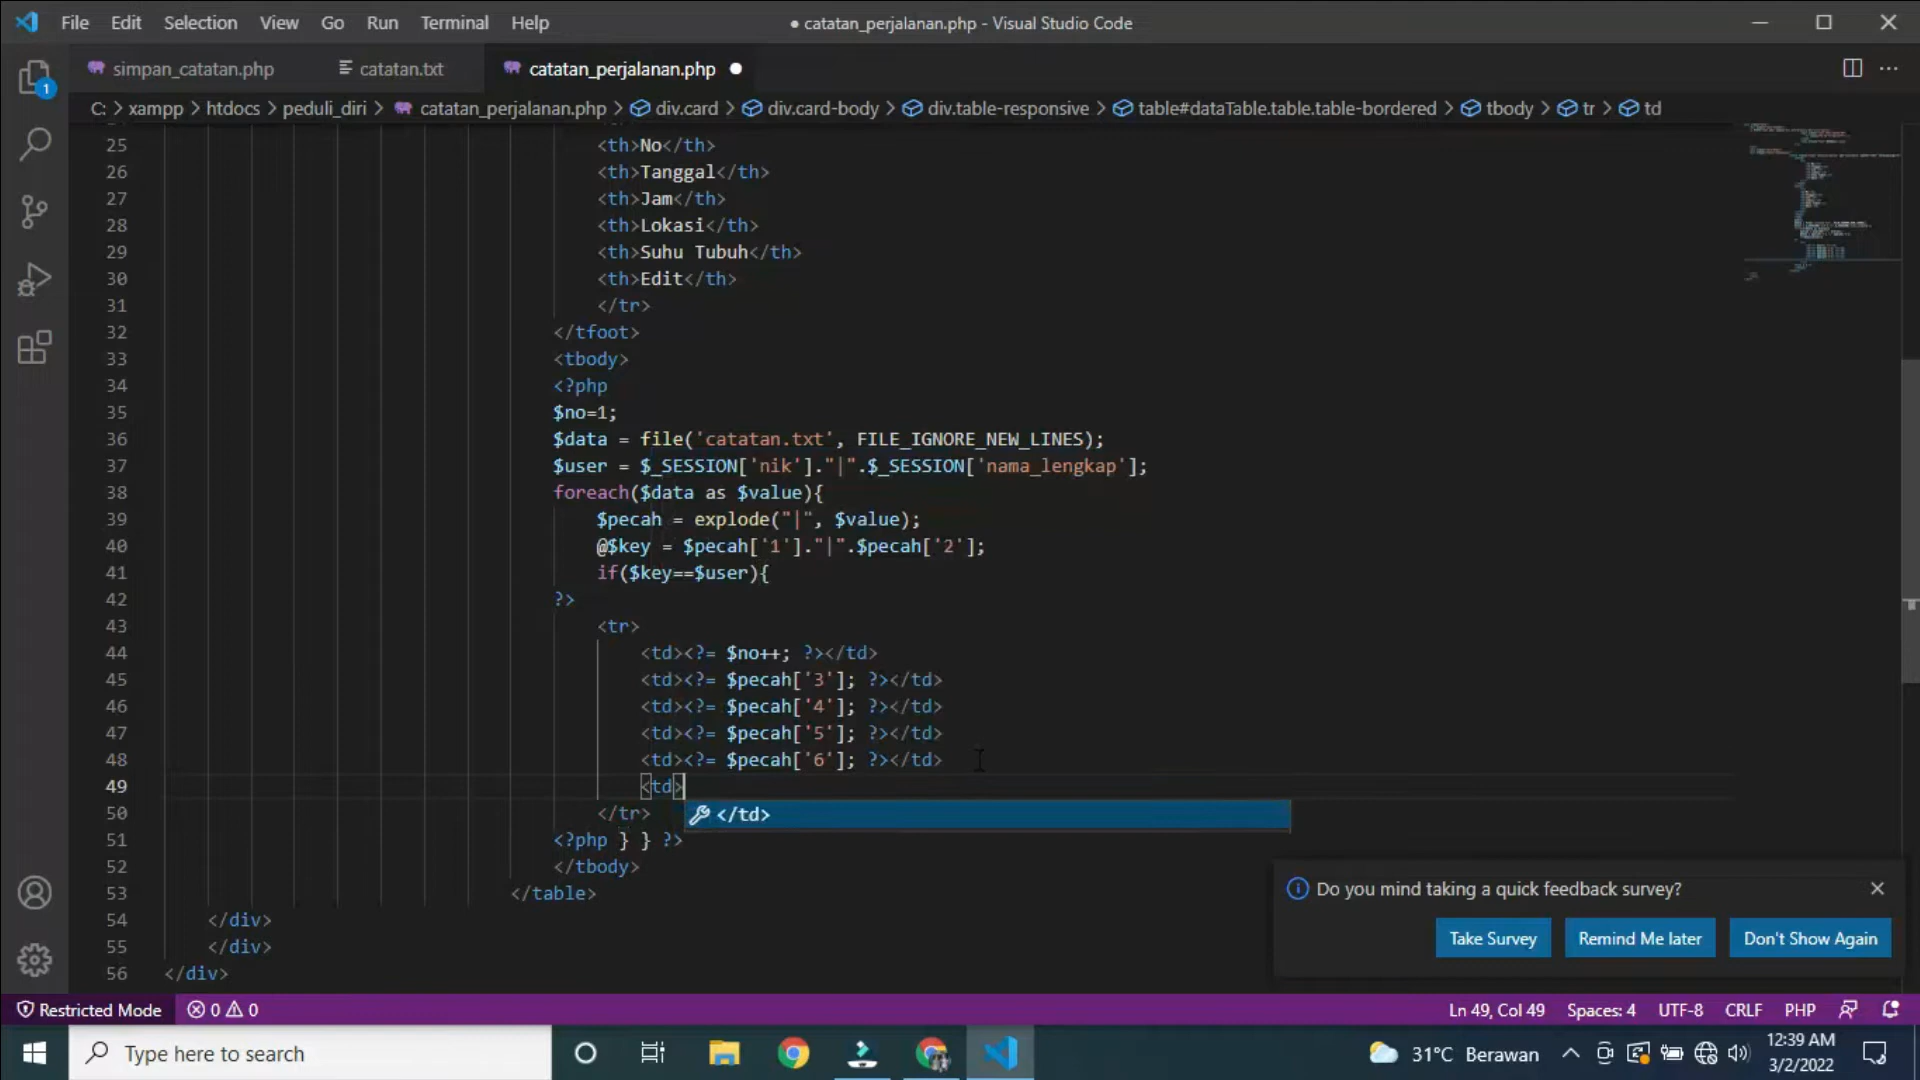 File Edit Selection View Go Run Terminal Help
● catatan_perjalanan.php - Visual Studio Code
simpan_catatan.php catatan.txt catatan_perjalanan.php ●
C: > xampp > htdocs > peduli_diri > catatan_perjalanan.php > div.card > div.card-body > div.table-responsive > table#dataTable.table.table-bordered > tbody > tr > td
1
25 <th>No</th>
26 <th>Tanggal</th>
27 <th>Jam</th>
28 <th>Lokasi</th>
29 <th>Suhu Tubuh</th>
30 <th>Edit</th>
31 </tr>
32 </tfoot>
33 <tbody>
34 <?php
35 $no=1;
36 $data = file('catatan.txt', FILE_IGNORE_NEW_LINES);
37 $user = $_SESSION['nik']."|".$_SESSION['nama_lengkap'];
38 foreach($data as $value){
39 $pecah = explode("|", $value);
40 @$key = $pecah['1']."|".$pecah['2'];
41 if($key==$user){
42 ?>
43 <tr>
44 <td><?= $no++; ?></td>
45 <td><?= $pecah['3']; ?></td>
46 <td><?= $pecah['4']; ?></td>
47 <td><?= $pecah['5']; ?></td>
48 <td><?= $pecah['6']; ?></td>
49 <td>
50 </tr>
</td>
51 <?php } } ?>
52 </tbody>
53 </table>
54 </div>
55 </div>
56 </div>
Do you mind taking a quick feedback survey?
Take Survey Remind Me later Don't Show Again
Restricted Mode 0 0 Ln 49, Col 49 Spaces: 4 UTF-8 CRLF PHP
Type here to search
31°C Berawan
12:39 AM
3/2/2022